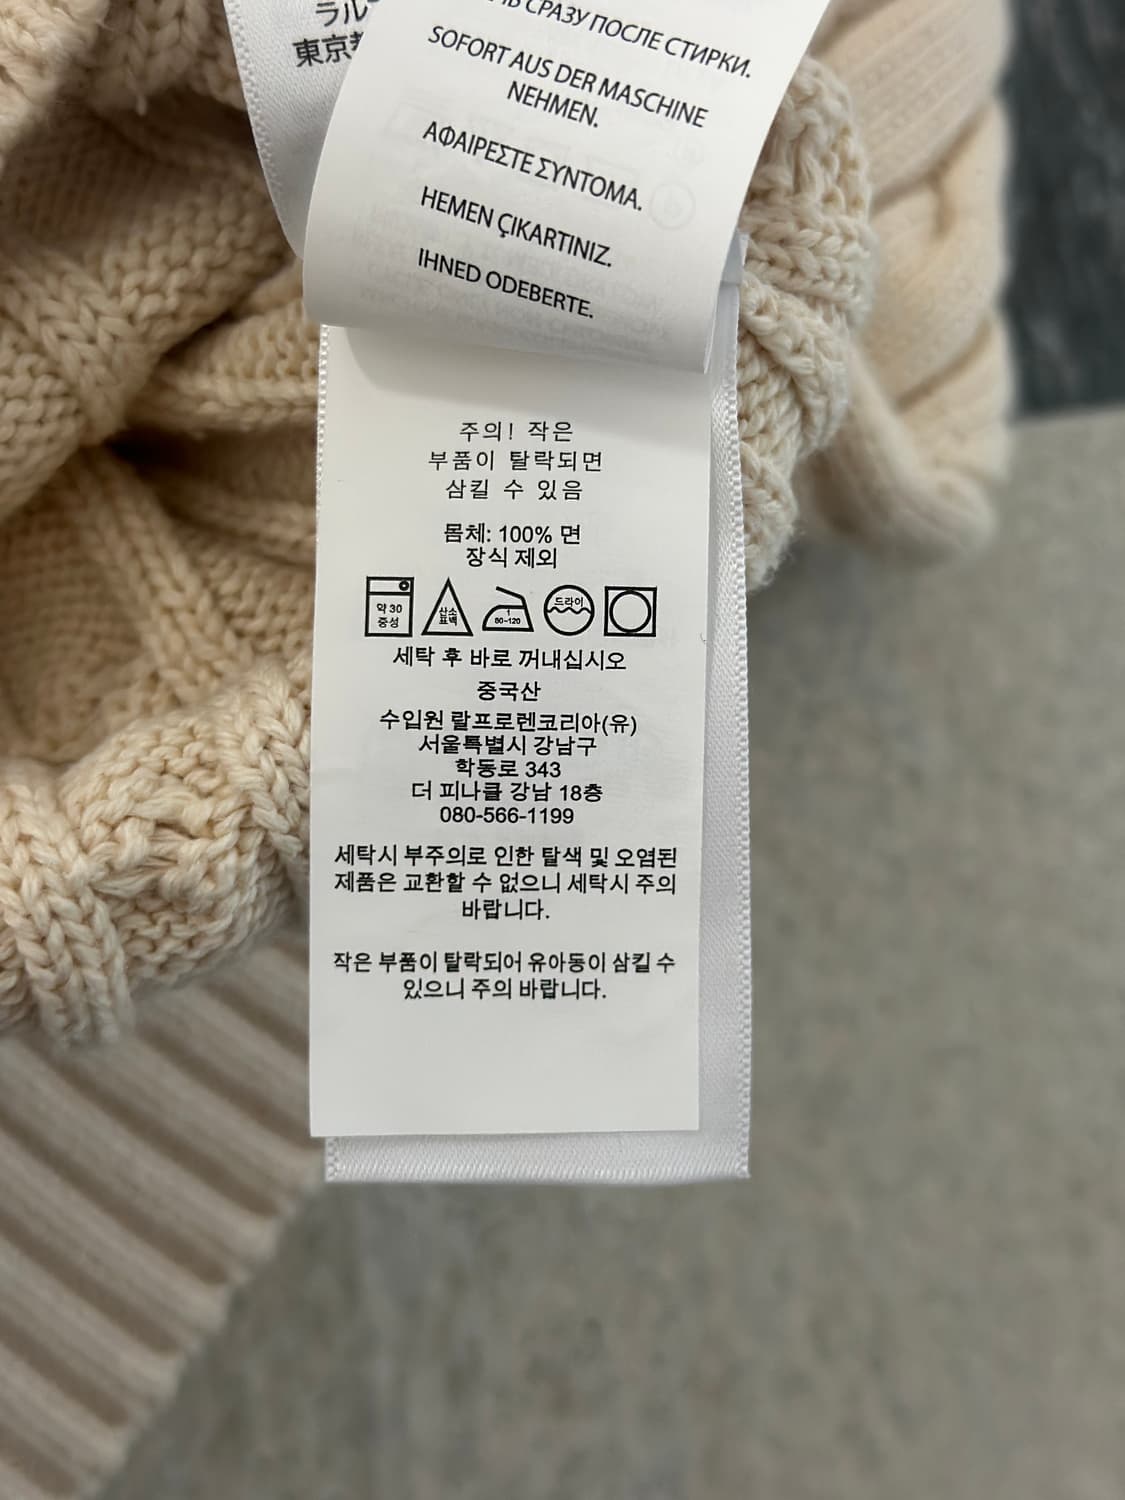 ラル
東京都
СРАЗУ ПОСЛЕ СТИРКИ.
SOFORT AUS DER MASCHINE
NEHMEN.
ΑΦΑΙΡΕΣΤΕ ΣΥΝΤΟΜΑ.
HEMEN ÇIKARTINIZ.
IHNED ODEBERTE.
주의! 작은
부품이 탈락되면
삼킬 수 있음
몸체: 100% 면
장식 제외
약 30
중성
산소
표백
1
80~120
드라이
세탁 후 바로 꺼내십시오
중국산
수입원 랄프로렌코리아(유)
서울특별시 강남구
학동로 343
더 피나클 강남 18층
080-566-1199
세탁시 부주의로 인한 탈색 및 오염된
제품은 교환할 수 없으니 세탁시 주의
바랍니다.
작은 부품이 탈락되어 유아동이 삼킬 수
있으니 주의 바랍니다.